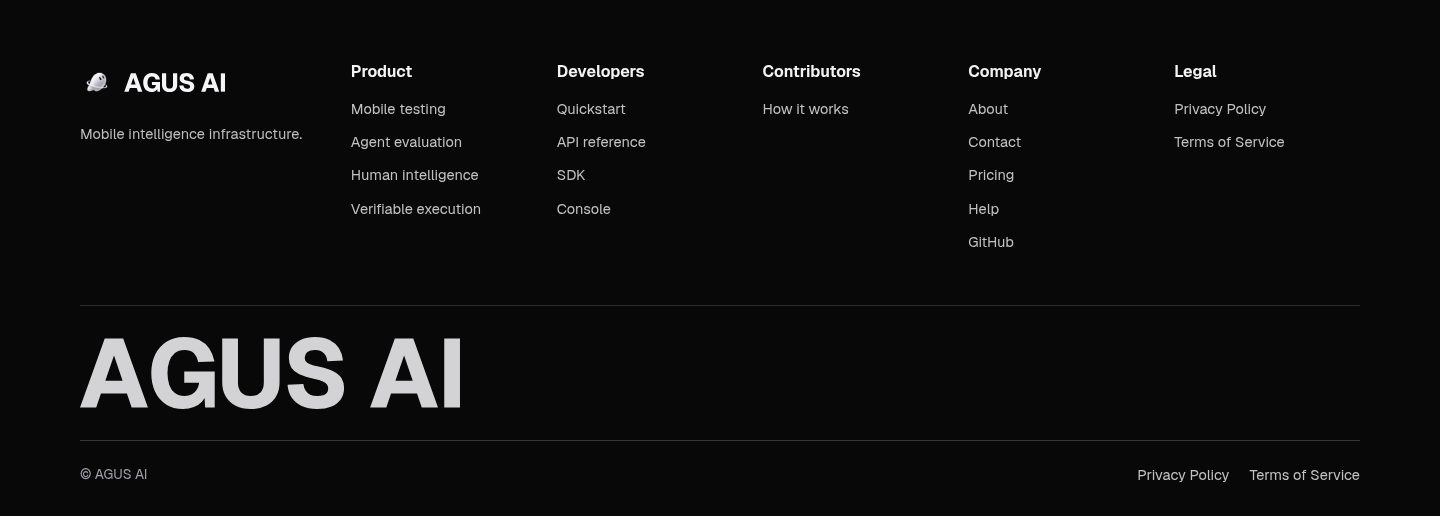 AGUS AI
Mobile intelligence infrastructure.
Product
Mobile testing
Agent evaluation
Human intelligence
Verifiable execution
Developers
Quickstart
API reference
SDK
Console
Contributors
How it works
Company
About
Contact
Pricing
Help
GitHub
Legal
Privacy Policy
Terms of Service
AGUS AI
© AGUS AI
Privacy Policy
Terms of Service